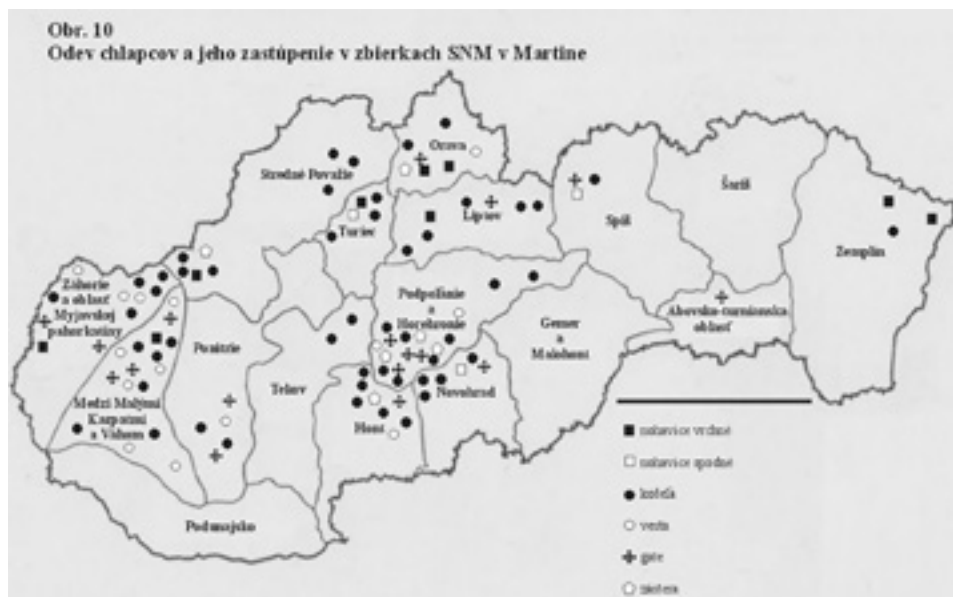 Obr. 10
Odev chlapcov a jeho zastúpenie v zbierkach SNM v Martine
Orava
Stredné Považie
Turiec
Liptov
Spiš
Šariš
Zemplín
Záhorie
a oblasť
Myjavskej
pahorkatiny
Podpoľanie
a
Horehronie
Abovsko-turnianska
oblasť
Gemer
a Malohont
Ponitrie
Tekov
Novohrad
Medzi Malými
Karpatmi
a Váhom
Hont
Podunajsko
nohavice vrchné
nohavice spodné
košeľa
vesta
gate
zástera